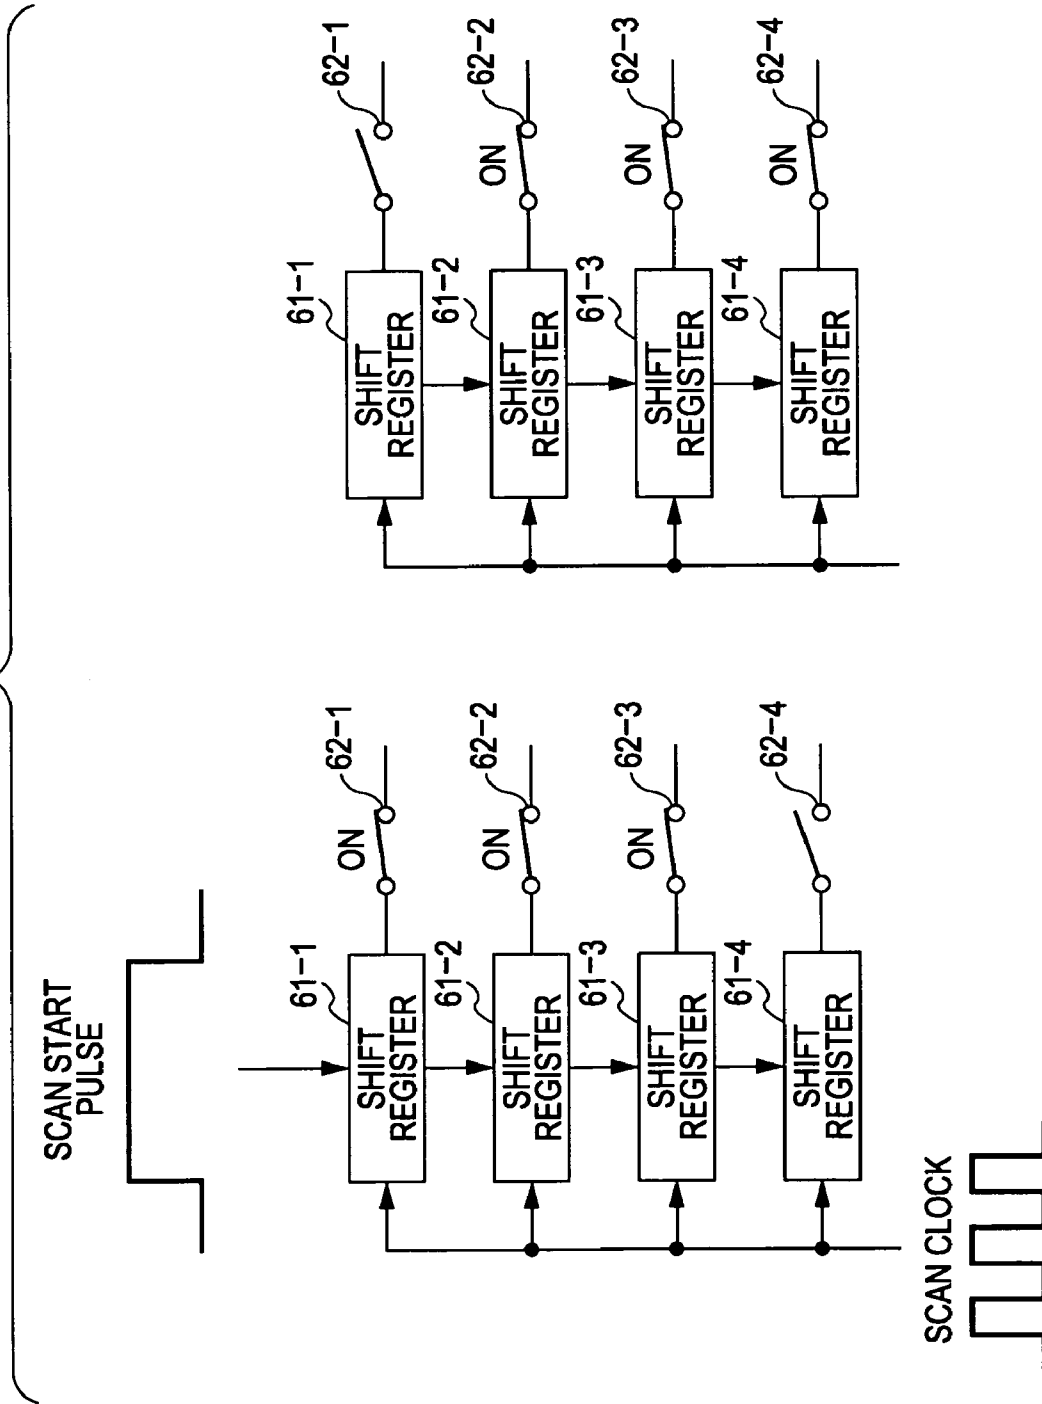 SCAN START
PULSE
61-1
SHIFT
REGISTER
ON
62-1
61-2
SHIFT
REGISTER
ON
62-2
61-3
SHIFT
REGISTER
ON
62-3
61-4
SHIFT
REGISTER
62-4
SCAN CLOCK
61-1
SHIFT
REGISTER
62-1
61-2
SHIFT
REGISTER
ON
62-2
61-3
SHIFT
REGISTER
ON
62-3
61-4
SHIFT
REGISTER
ON
62-4